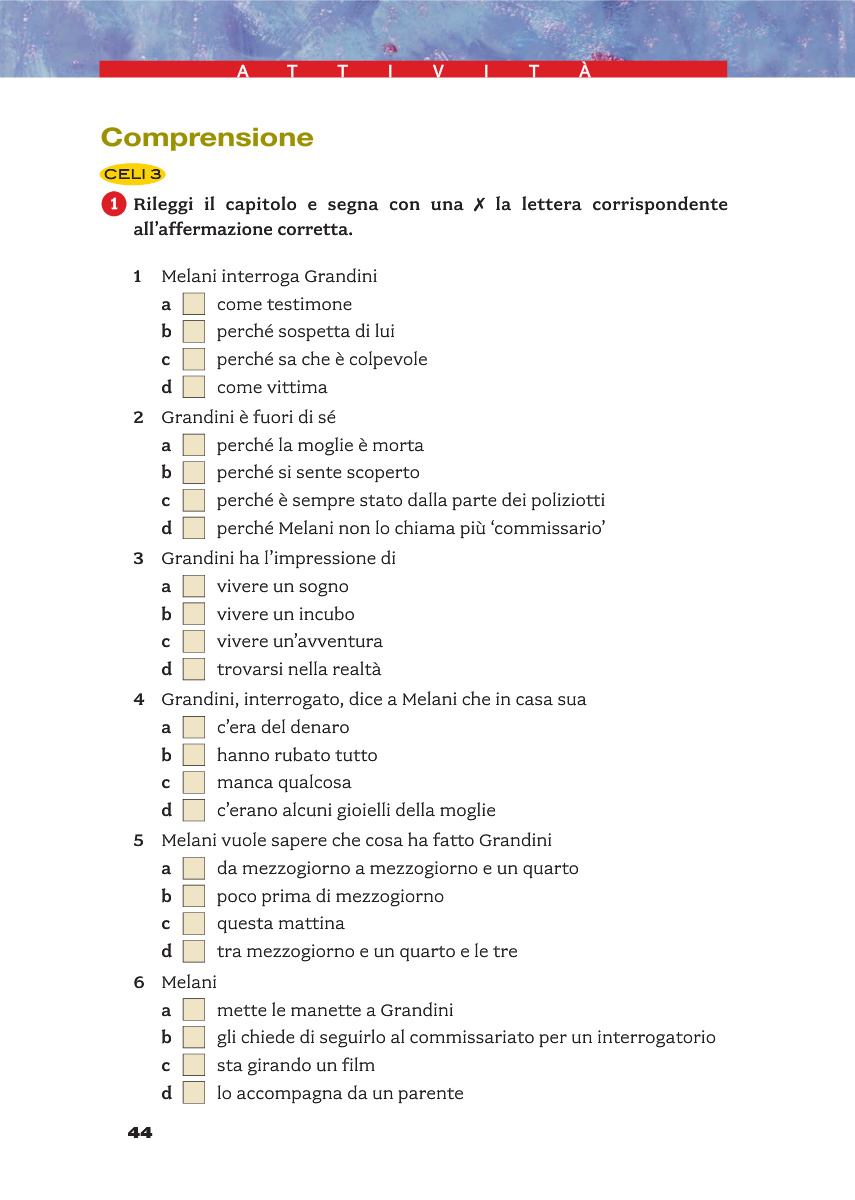 ATTIVITÀ
Comprensione
CELI 3
1 Rileggi il capitolo e segna con una ✗ la lettera corrispondente
all’affermazione corretta.
1 Melani interroga Grandini
a come testimone
b perché sospetta di lui
c perché sa che è colpevole
d come vittima
2 Grandini è fuori di sé
a perché la moglie è morta
b perché si sente scoperto
c perché è sempre stato dalla parte dei poliziotti
d perché Melani non lo chiama più ‘commissario’
3 Grandini ha l’impressione di
a vivere un sogno
b vivere un incubo
c vivere un’avventura
d trovarsi nella realtà
4 Grandini, interrogato, dice a Melani che in casa sua
a c’era del denaro
b hanno rubato tutto
c manca qualcosa
d c’erano alcuni gioielli della moglie
5 Melani vuole sapere che cosa ha fatto Grandini
a da mezzogiorno a mezzogiorno e un quarto
b poco prima di mezzogiorno
c questa mattina
d tra mezzogiorno e un quarto e le tre
6 Melani
a mette le manette a Grandini
b gli chiede di seguirlo al commissariato per un interrogatorio
c sta girando un film
d lo accompagna da un parente
44